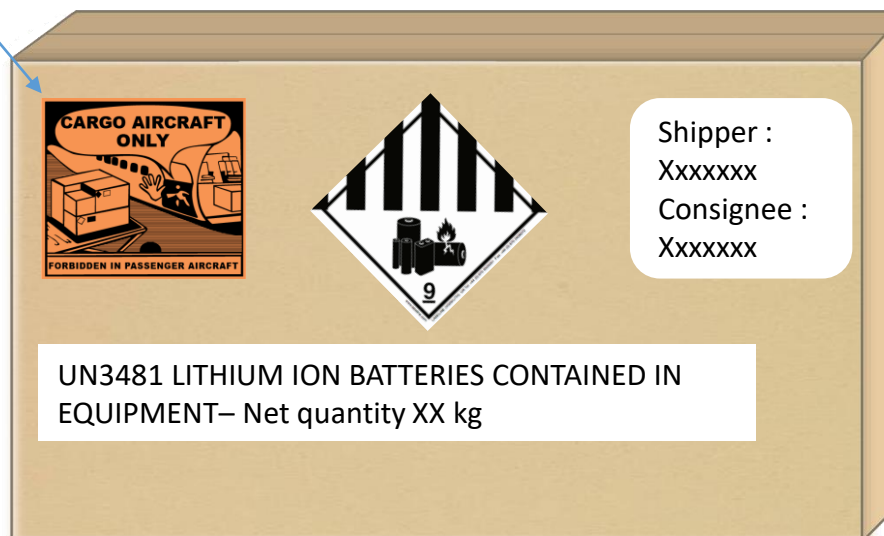 CARGO AIRCRAFT
ONLY
FORBIDDEN IN PASSENGER AIRCRAFT
9
Shipper :
Xxxxxxx
Consignee :
Xxxxxxx
UN3481 LITHIUM ION BATTERIES CONTAINED IN
EQUIPMENT– Net quantity XX kg